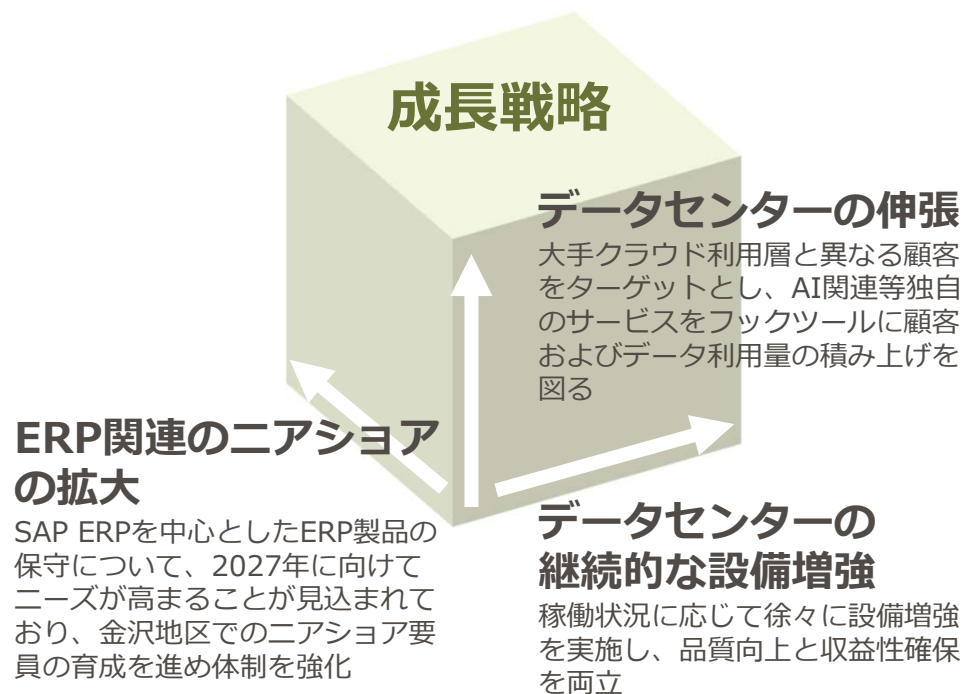 成長戦略
データセンターの伸張
大手クラウド利用層と異なる顧客
をターゲットとし、AI関連等独自
のサービスをフックツールに顧客
およびデータ利用量の積み上げを
図る
ERP関連のニアショア
の拡大
SAP ERPを中心としたERP製品の
保守について、2027年に向けて
ニーズが高まることが見込まれて
おり、金沢地区でのニアショア要
員の育成を進め体制を強化
データセンターの
継続的な設備増強
稼働状況に応じて徐々に設備増強
を実施し、品質向上と収益性確保
を両立